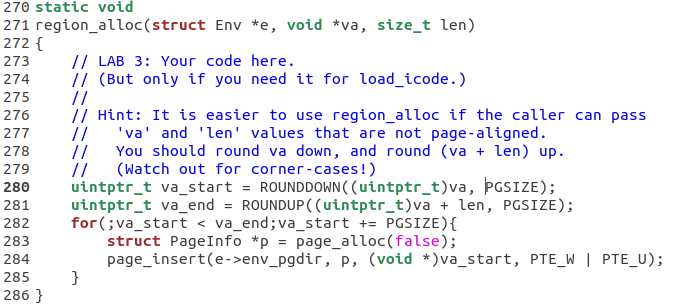 270 static void
271 region_alloc(struct Env *e, void *va, size_t len)
272 {
273     // LAB 3: Your code here.
274     // (But only if you need it for load_icode.)
275     //
276     // Hint: It is easier to use region_alloc if the caller can pass
277     //   'va' and 'len' values that are not page-aligned.
278     //   You should round va down, and round (va + len) up.
279     //   (Watch out for corner-cases!)
280     uintptr_t va_start = ROUNDDOWN((uintptr_t)va, PGSIZE);
281     uintptr_t va_end = ROUNDUP((uintptr_t)va + len, PGSIZE);
282     for(;va_start < va_end;va_start += PGSIZE){
283         struct PageInfo *p = page_alloc(false);
284         page_insert(e->env_pgdir, p, (void *)va_start, PTE_W | PTE_U);
285     }
286 }